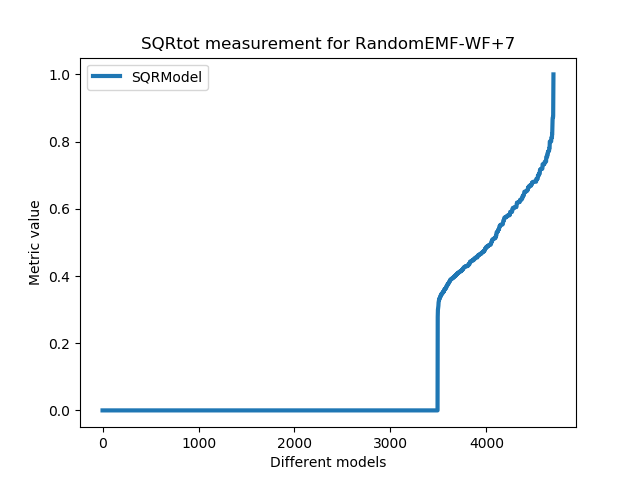 SQRtot measurement for RandomEMF-WF+7
SQRModel
1.0
0.8
0.6
0.4
0.2
0.0
Metric value
0 1000 2000 3000 4000
Different models